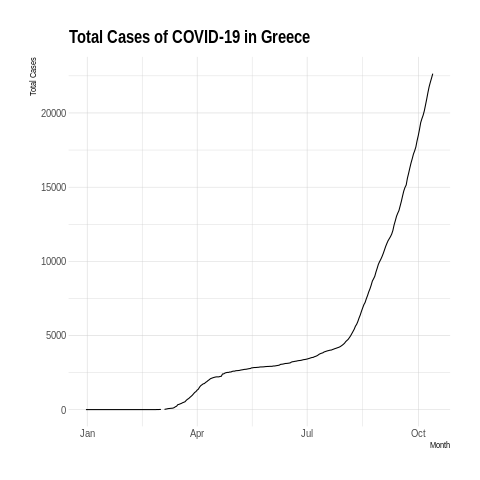 Total Cases of COVID-19 in Greece
Total Cases
20000
15000
10000
5000
0
Jan Apr Jul Oct
Month